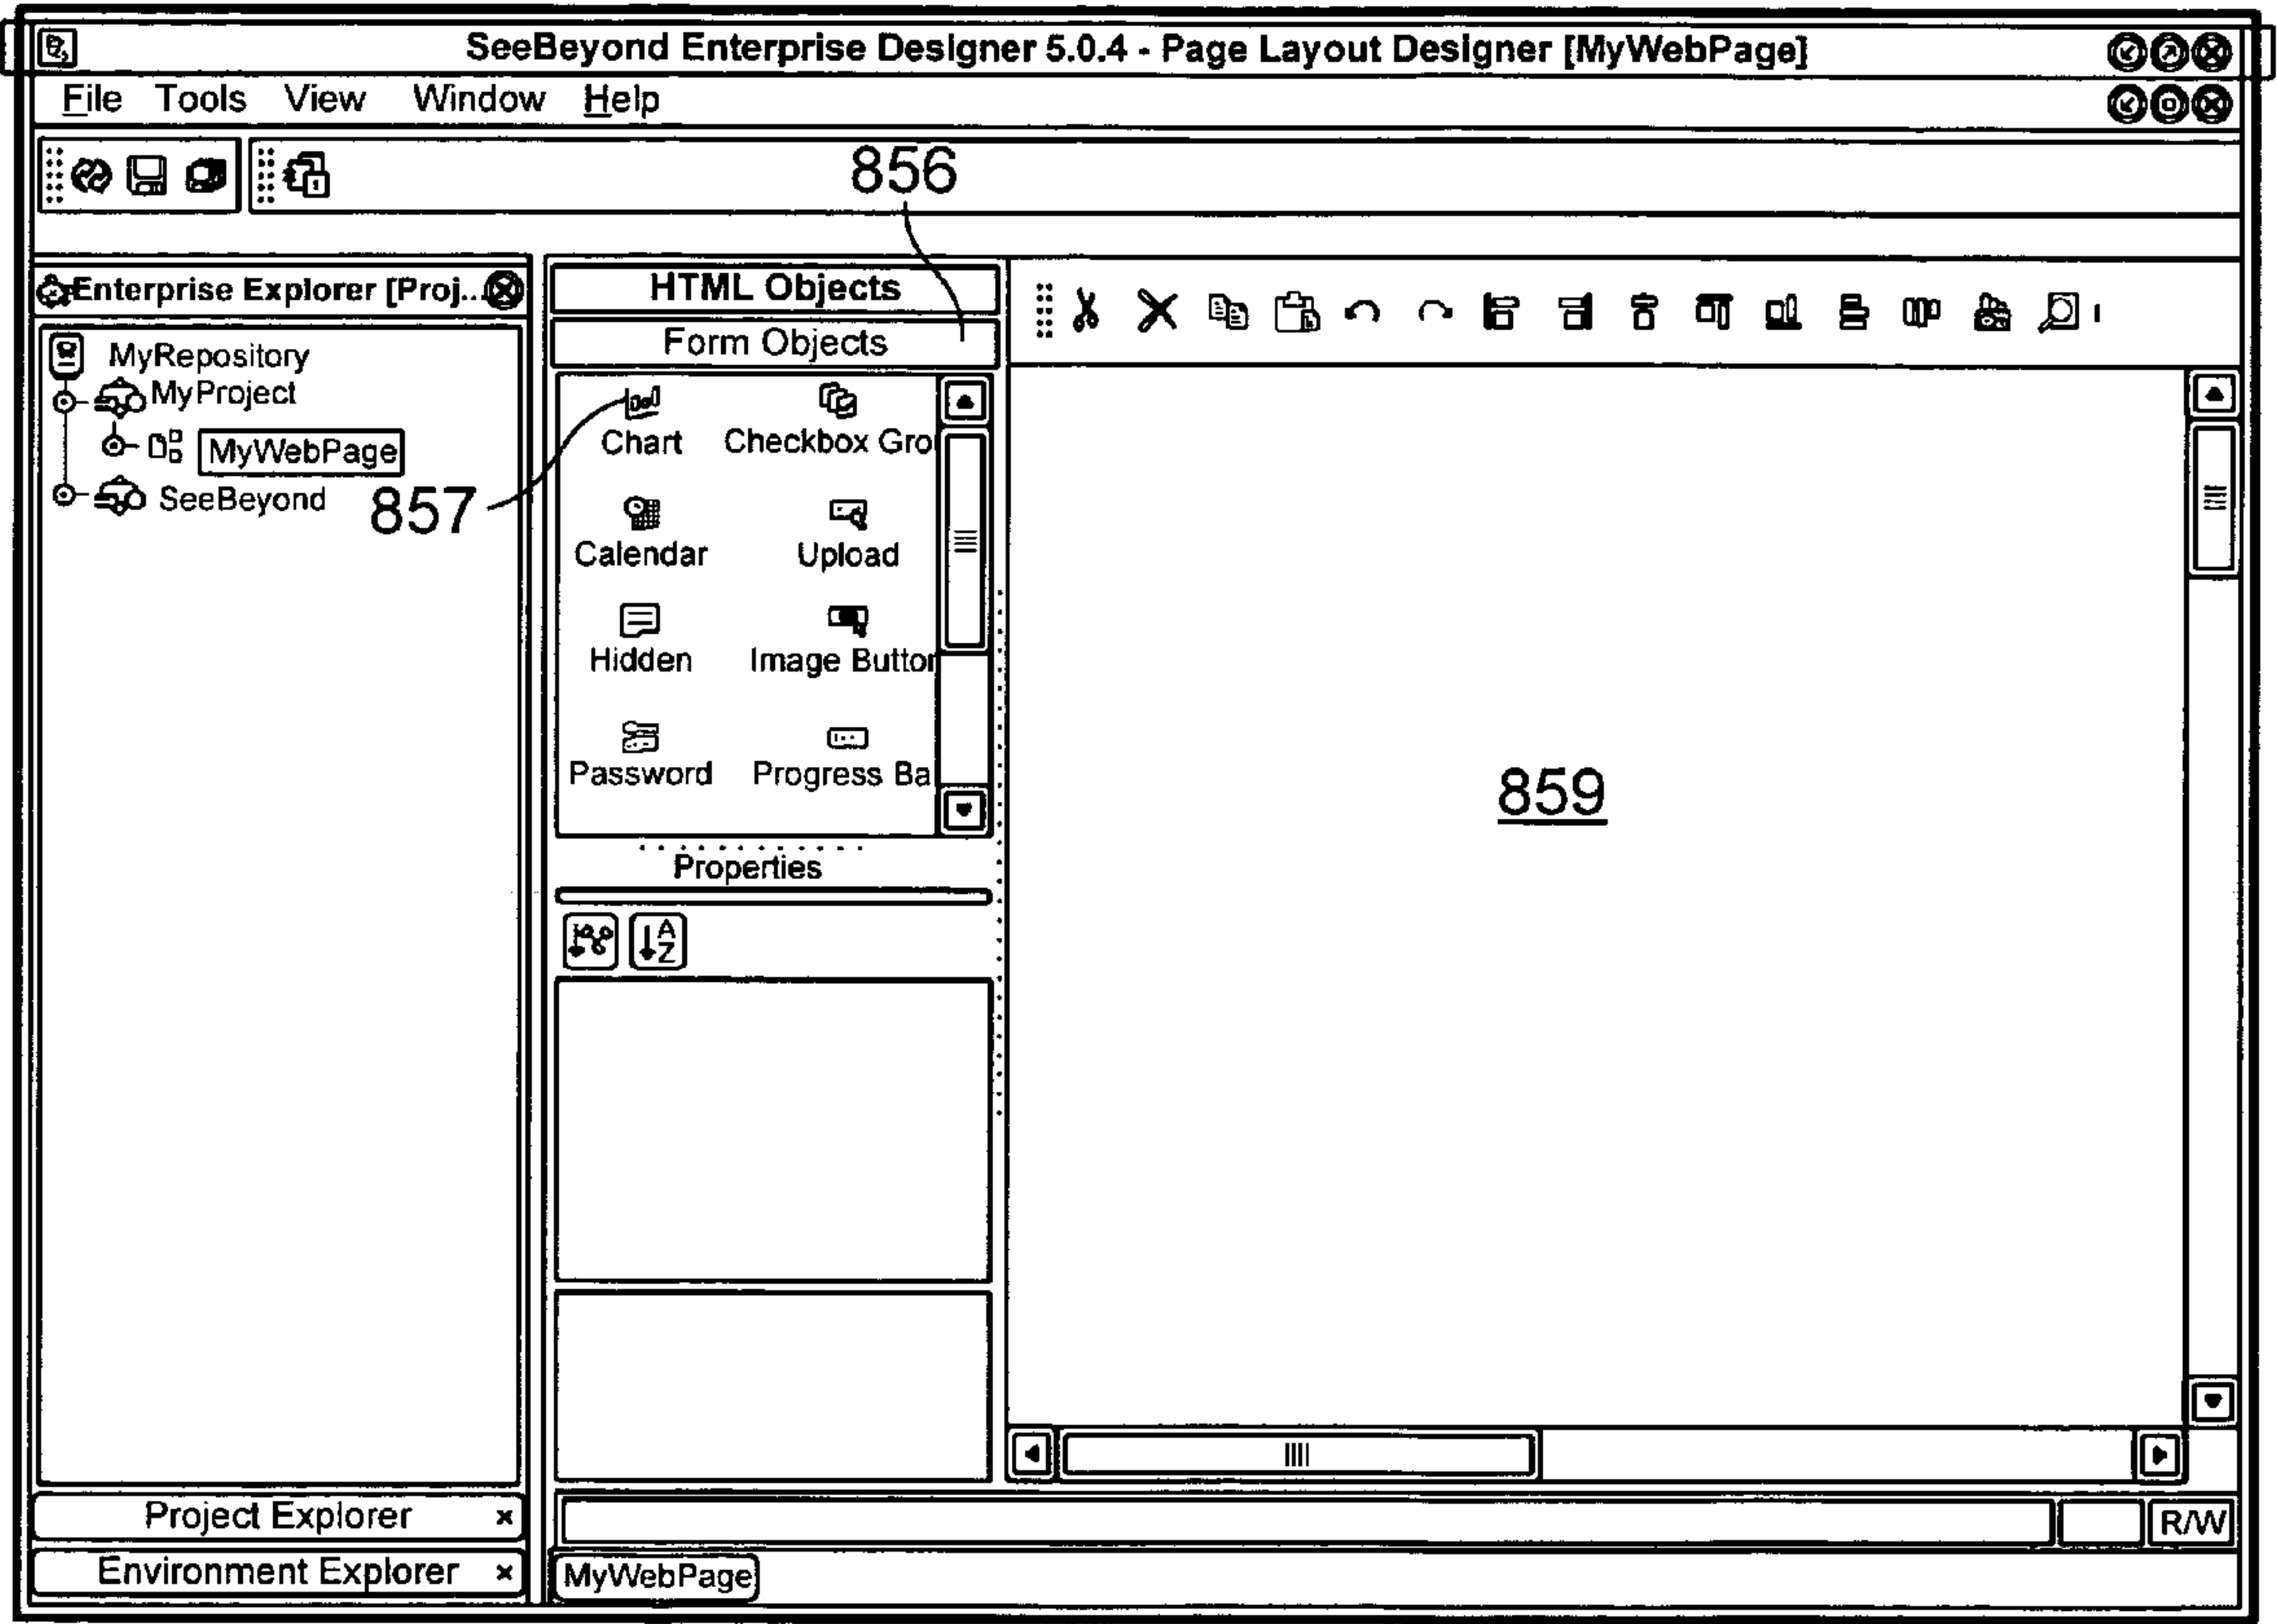 SeeBeyond Enterprise Designer 5.0.4 - Page Layout Designer [MyWebPage]
File Tools View Window Help
856
Enterprise Explorer [Proj...
MyRepository
MyProject
MyWebPage
SeeBeyond
857
HTML Objects
Form Objects
Chart Checkbox Gro
Calendar Upload
Hidden Image Button
Password Progress Ba
Properties
A
Z
859
Project Explorer x
Environment Explorer x
R/W
MyWebPage